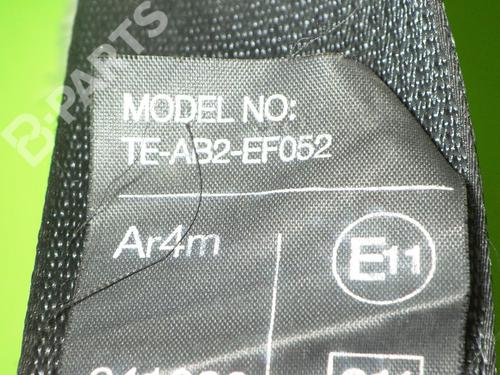 B-PARTS
MODEL NO:
TE-AB2-EF052
Ar4m
E11